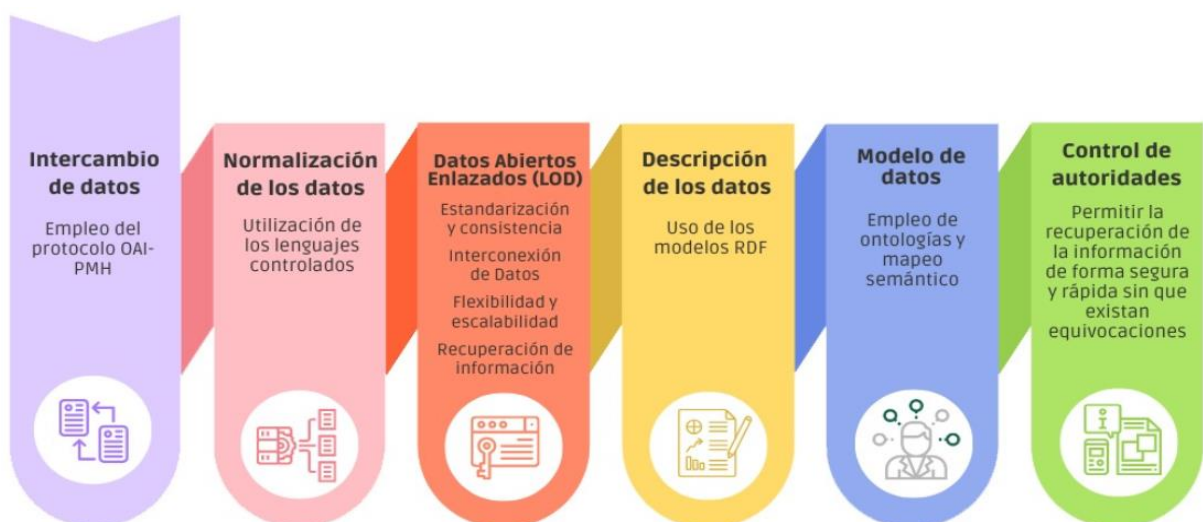 Intercambio
de datos
Empleo del
protocolo OAI-
PMH
Normalización
de los datos
Utilización de
los lenguajes
controlados
Datos Abiertos
Enlazados (LOD)
Estandarización
y consistencia
Interconexión
de Datos
Flexibilidad y
escalabilidad
Recuperación de
información
Descripción
de los datos
Uso de los
modelos RDF
Modelo de
datos
Empleo de
ontologías y
mapeo
semántico
Control de
autoridades
Permitir la
recuperación de
la información
de forma segura
y rápida sin que
existan
equivocaciones